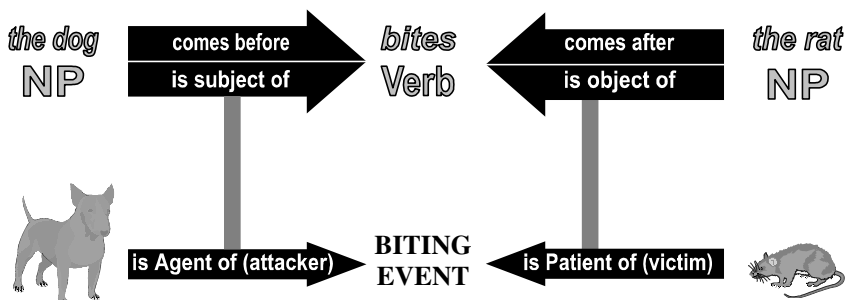 the dog
NP
comes before
is subject of
bites
Verb
comes after
is object of
the rat
NP
is Agent of (attacker)
BITING
EVENT
is Patient of (victim)